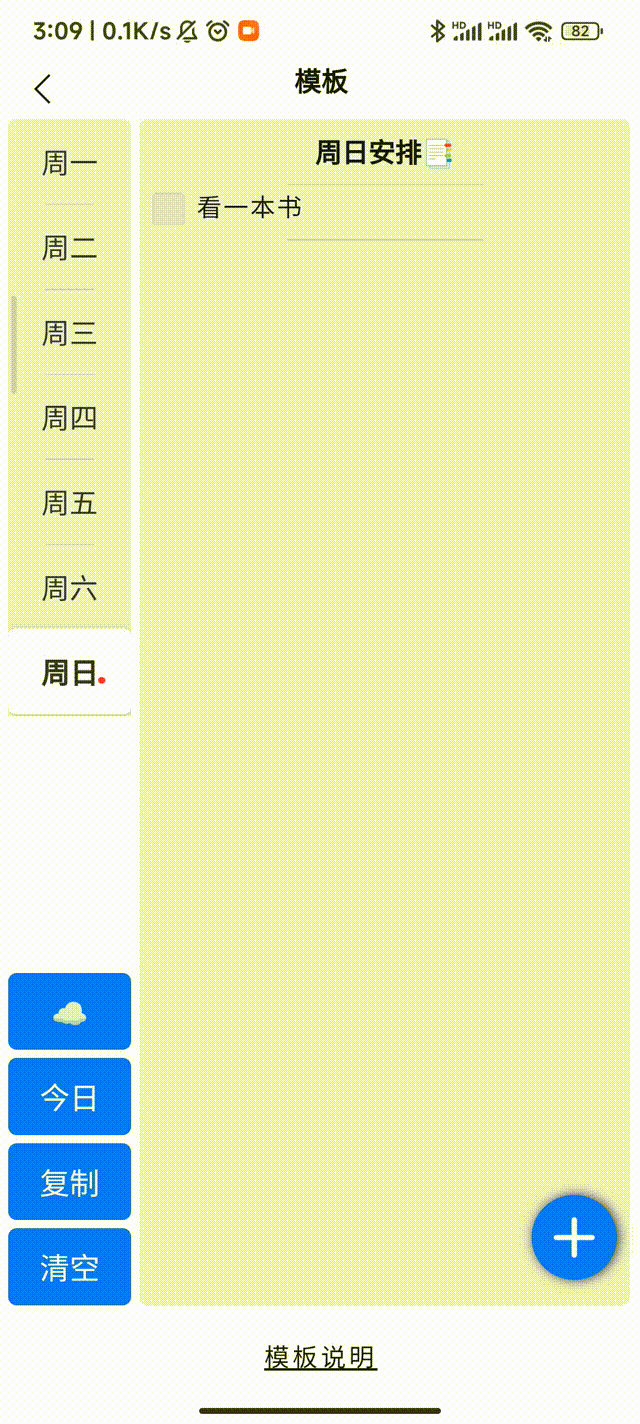 3:09 | 0.1K/s
HD HD 82
模板
周一
周二
周三
周四
周五
周六
周日
周日安排
看一本书
今日
复制
清空
模板说明